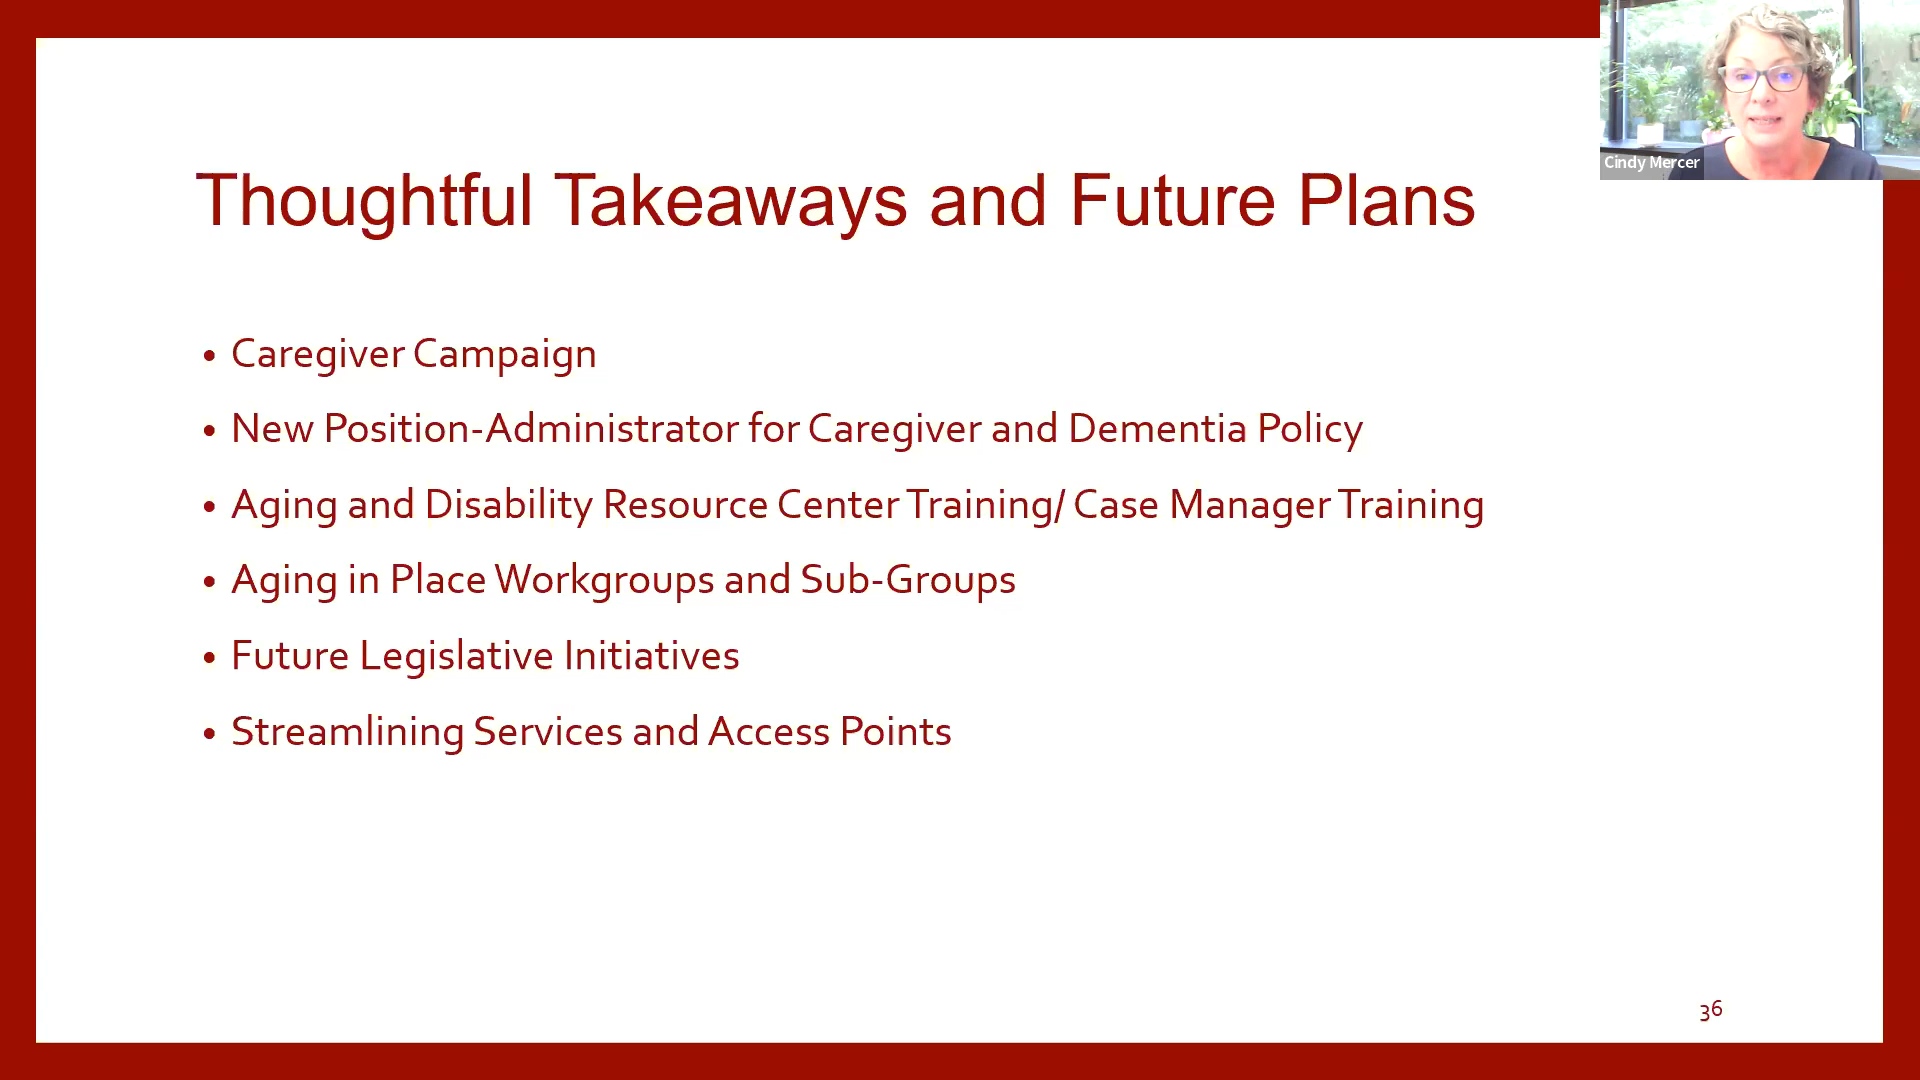 Cindy Mercer
Thoughtful Takeaways and Future Plans
• Caregiver Campaign
• New Position-Administrator for Caregiver and Dementia Policy
• Aging and Disability Resource Center Training/ Case Manager Training
• Aging in Place Workgroups and Sub-Groups
• Future Legislative Initiatives
• Streamlining Services and Access Points
36